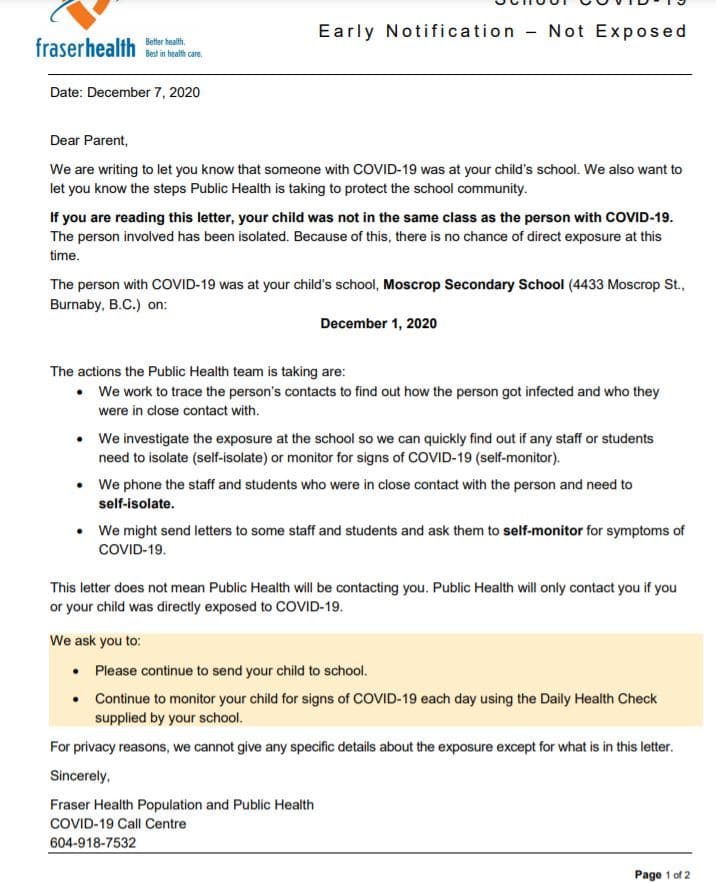 School COVID-19
Early Notification – Not Exposed
fraserhealth
Better health.
Best in health care.
Date: December 7, 2020
Dear Parent,
We are writing to let you know that someone with COVID-19 was at your child's school. We also want to
let you know the steps Public Health is taking to protect the school community.
If you are reading this letter, your child was not in the same class as the person with COVID-19.
The person involved has been isolated. Because of this, there is no chance of direct exposure at this
time.
The person with COVID-19 was at your child's school, Moscrop Secondary School (4433 Moscrop St.,
Burnaby, B.C.) on:
December 1, 2020
The actions the Public Health team is taking are:
• We work to trace the person's contacts to find out how the person got infected and who they
were in close contact with.
• We investigate the exposure at the school so we can quickly find out if any staff or students
need to isolate (self-isolate) or monitor for signs of COVID-19 (self-monitor).
• We phone the staff and students who were in close contact with the person and need to
self-isolate.
• We might send letters to some staff and students and ask them to self-monitor for symptoms of
COVID-19.
This letter does not mean Public Health will be contacting you. Public Health will only contact you if you
or your child was directly exposed to COVID-19.
We ask you to:
• Please continue to send your child to school.
• Continue to monitor your child for signs of COVID-19 each day using the Daily Health Check
supplied by your school.
For privacy reasons, we cannot give any specific details about the exposure except for what is in this letter.
Sincerely,
Fraser Health Population and Public Health
COVID-19 Call Centre
604-918-7532
Page 1 of 2